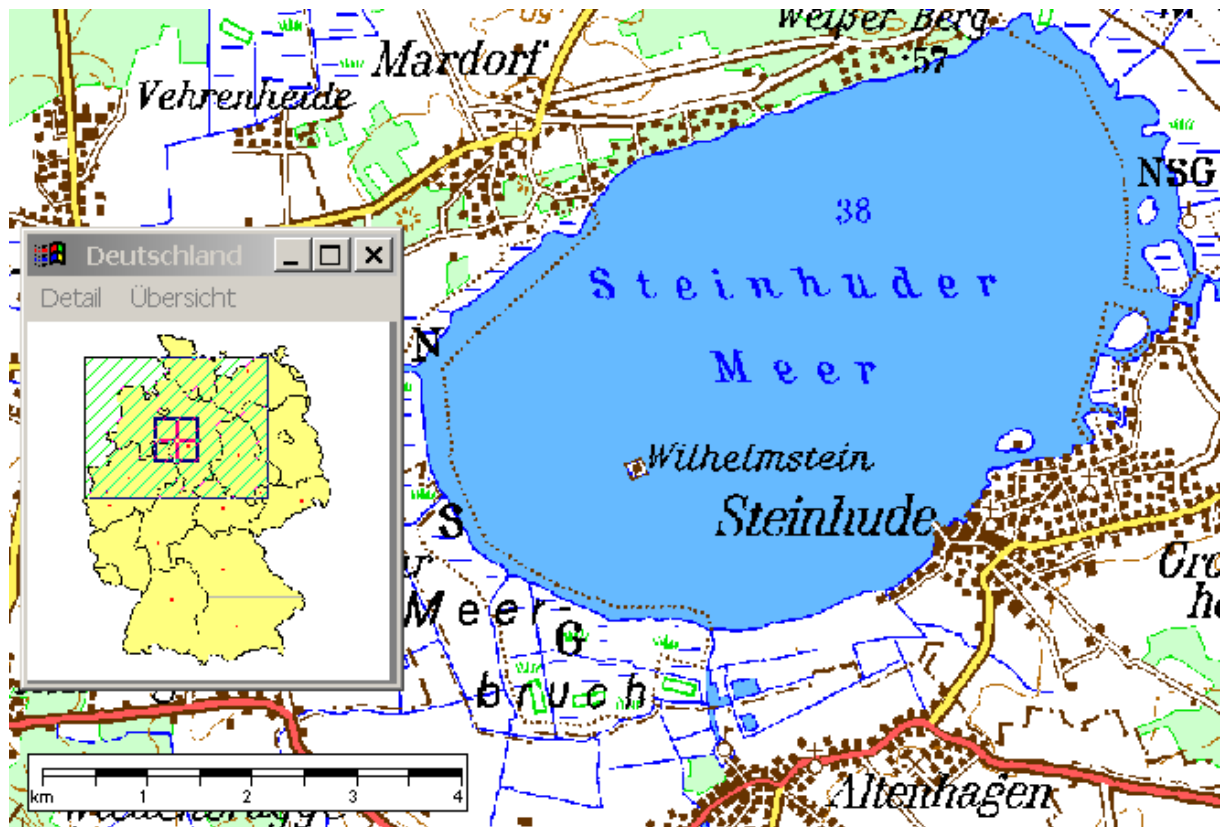 Weißer Berg
Mardorf
57
Vehrenheide
NSG
38
Deutschland
Steinhuder
Detail Übersicht
N
Meer
Wilhelmstein
Steinhude
S
Meer-
G
bruch
km 1 2 3 4
Altenhagen